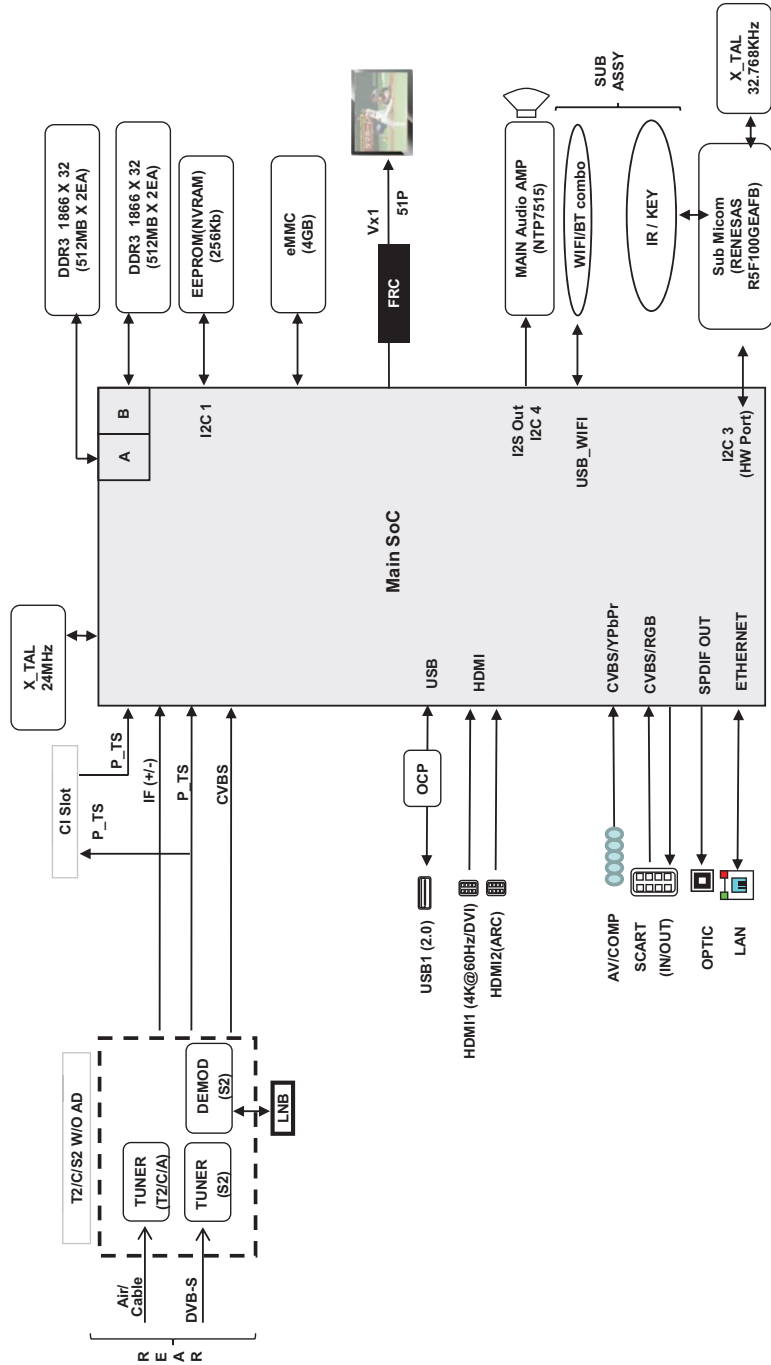 REAR
Air/
Cable
DVB-S
T2/C/S2 W/O AD
TUNER
(T2/C/A)
TUNER
(S2)
DEMOD
(S2)
LNB
CI Slot
P_TS
P_TS
IF (+/-)
P_TS
CVBS
X_TAL
24MHz
USB1 (2.0)
OCP
USB
HDMI1 (4K@60Hz/DVI)
HDMI2(ARC)
HDMI
AV/COMP
CVBS/YPbPr
SCART
(IN/OUT)
CVBS/RGB
OPTIC
SPDIF OUT
LAN
ETHERNET
Main SoC
A
B
DDR3 1866 X 32
(512MB X 2EA)
DDR3 1866 X 32
(512MB X 2EA)
I2C 1
EEPROM(NVRAM)
(256Kb)
eMMC
(4GB)
FRC
Vx1
51P
I2S Out
I2C 4
MAIN Audio AMP
(NTP7515)
USB_WIFI
WIFI/BT combo
SUB
ASSY
IR / KEY
I2C 3
(HW Port)
Sub Micom
(RENESAS
R5F100GEAFB)
X_TAL
32.768KHz